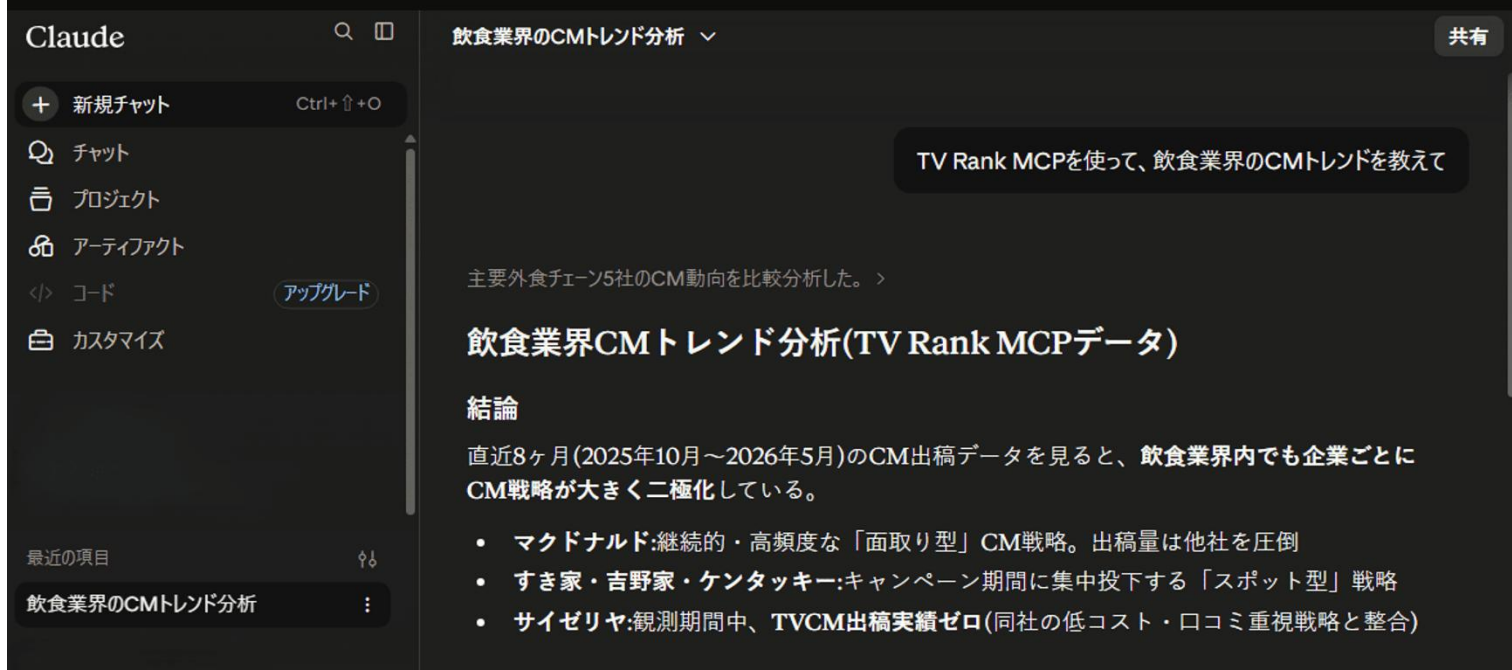 Claude
新規チャット Ctrl+⇧+O
チャット
プロジェクト
アーティファクト
コード アップグレード
カスタマイズ
最近の項目
飲食業界のCMトレンド分析
飲食業界のCMトレンド分析
共有
TV Rank MCPを使って、飲食業界のCMトレンドを教えて
主要外食チェーン5社のCM動向を比較分析した。 >
飲食業界CMトレンド分析(TV Rank MCPデータ)
結論
直近8ヶ月(2025年10月～2026年5月)のCM出稿データを見ると、飲食業界内でも企業ごとに
CM戦略が大きく二極化している。
• マクドナルド:継続的・高頻度な「面取り型」CM戦略。出稿量は他社を圧倒
• すき家・吉野家・ケンタッキー:キャンペーン期間に集中投下する「スポット型」戦略
• サイゼリヤ:観測期間中、TVCM出稿実績ゼロ(同社の低コスト・口コミ重視戦略と整合)